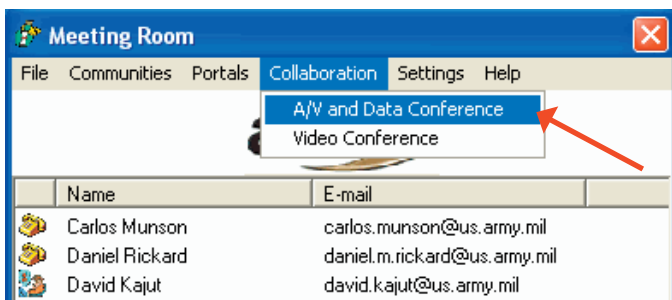 Meeting Room
File Communities Portals Collaboration Settings Help
A/V and Data Conference
Video Conference
Name E-mail
Carlos Munson carlos.munson@us.army.mil
Daniel Rickard daniel.m.rickard@us.army.mil
David Kajut david.kajut@us.army.mil